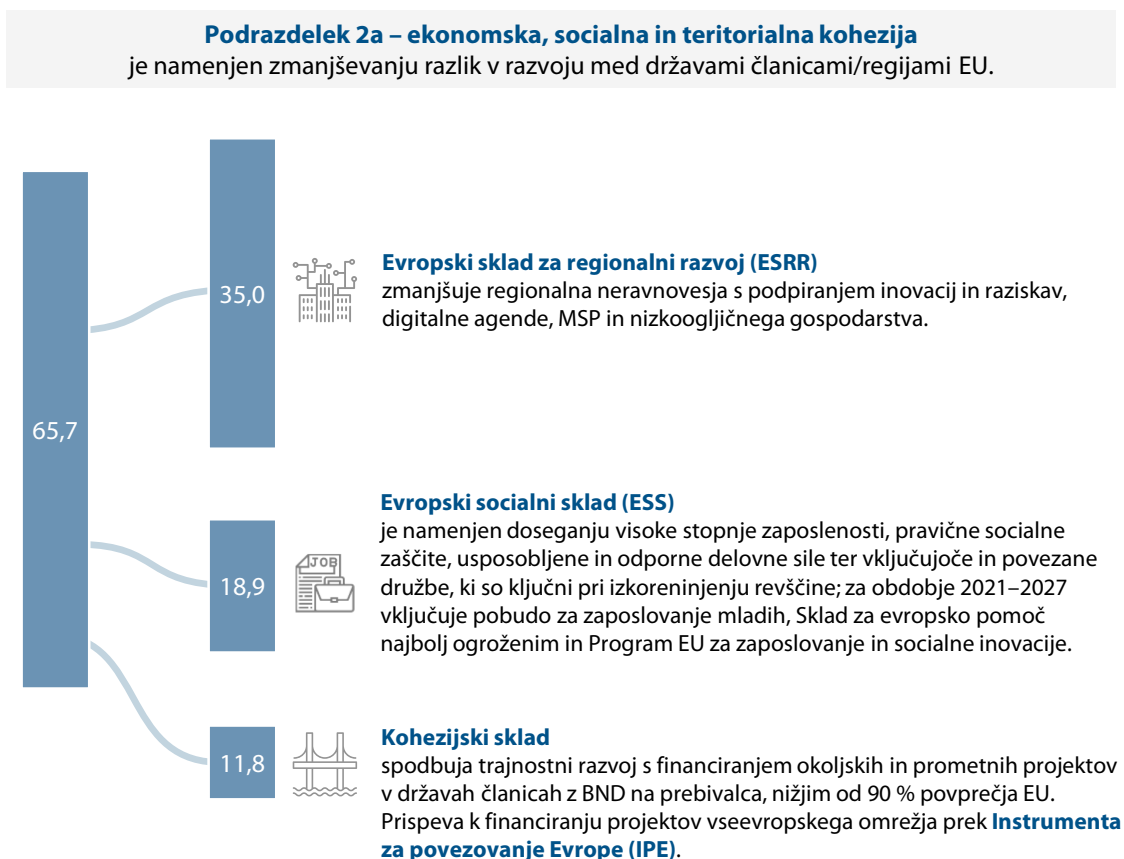 Podrazdelek 2a – ekonomska, socialna in teritorialna kohezija
je namenjen zmanjševanju razlik v razvoju med državami članicami/regijami EU.
65,7
35,0
Evropski sklad za regionalni razvoj (ESRR)
zmanjšuje regionalna neravnovesja s podpiranjem inovacij in raziskav,
digitalne agende, MSP in nizkoogljičnega gospodarstva.
18,9
JOB
Evropski socialni sklad (ESS)
je namenjen doseganju visoke stopnje zaposlenosti, pravične socialne
zaščite, usposobljene in odporne delovne sile ter vključujoče in povezane
družbe, ki so ključni pri izkoreninjenju revščine; za obdobje 2021–2027
vključuje pobudo za zaposlovanje mladih, Sklad za evropsko pomoč
najbolj ogroženim in Program EU za zaposlovanje in socialne inovacije.
11,8
Kohezijski sklad
spodbuja trajnostni razvoj s financiranjem okoljskih in prometnih projektov
v državah članicah z BND na prebivalca, nižjim od 90 % povprečja EU.
Prispeva k financiranju projektov vseevropskega omrežja prek Instrumenta
za povezovanje Evrope (IPE).